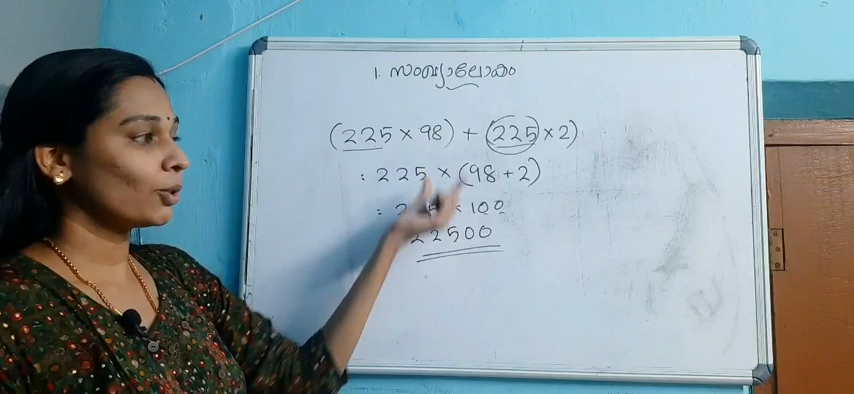 1. സംഖ്യാലോകം
(225 × 98) + (225 × 2)
: 225 × (98 + 2)
: 225 × 100
22500